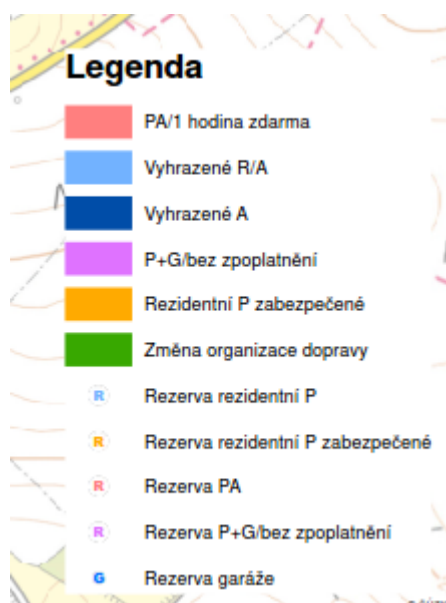 Legenda
PA/1 hodina zdarma
Vyhrazené R/A
Vyhrazené A
P+G/bez zpoplatnění
Rezidentní P zabezpečené
Změna organizace dopravy
R Rezerva rezidentní P
R Rezerva rezidentní P zabezpečené
R Rezerva PA
R Rezerva P+G/bez zpoplatnění
G Rezerva garáže